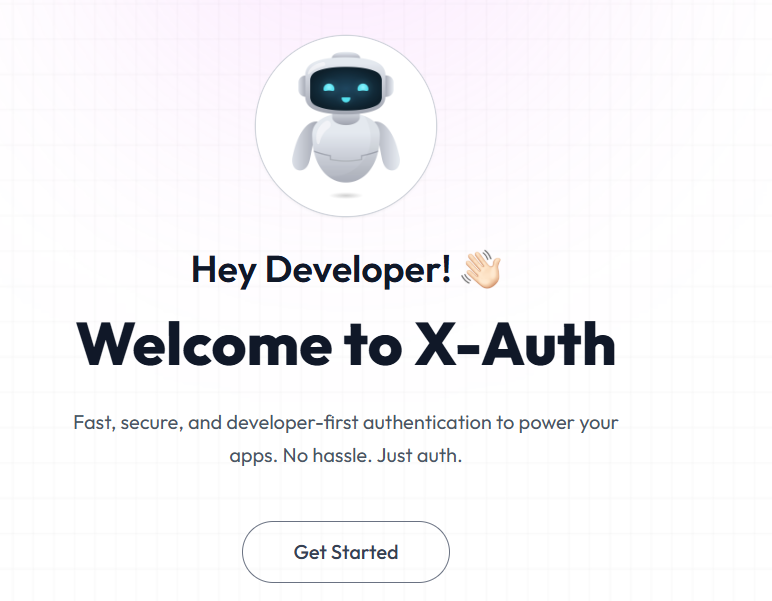 Hey Developer! 👋🏻
Welcome to X-Auth
Fast, secure, and developer-first authentication to power your
apps. No hassle. Just auth.
Get Started